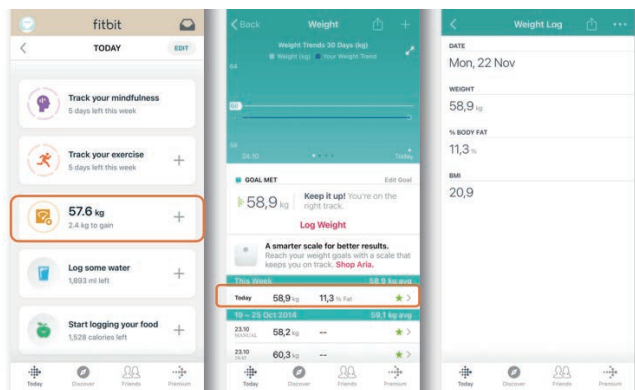 fitbit
TODAY
EDIT
Track your mindfulness
5 days left this week
Track your exercise
5 days left this week
57.6 kg
2.4 kg to gain
Log some water
1,893 ml left
Start logging your food
1,528 calories left
Today
Discover
Friends
Premium
Back
Weight
Weight Trends 30 Days (kg)
Weight (kg) Your Weight Trend
64
60
24.10
Today
GOAL MET
Edit Goal
58,9 kg
Keep it up! You're on the
right track.
Log Weight
A smarter scale for better results.
Reach your weight goals with a scale that
keeps you on track. Shop Aria.
This Week 58,9 kg avg
Today 58,9 kg 11,3 % Fat
19 – 25 Oct 2014 59,1 kg avg
23.10
MANUAL
58,2 kg --
23.10
60,3 kg --
Today
Discover
Friends
Premium
Weight Log
DATE
Mon, 22 Nov
WEIGHT
58,9 kg
% BODY FAT
11,3 %
BMI
20,9
Today
Discover
Friends
Premium